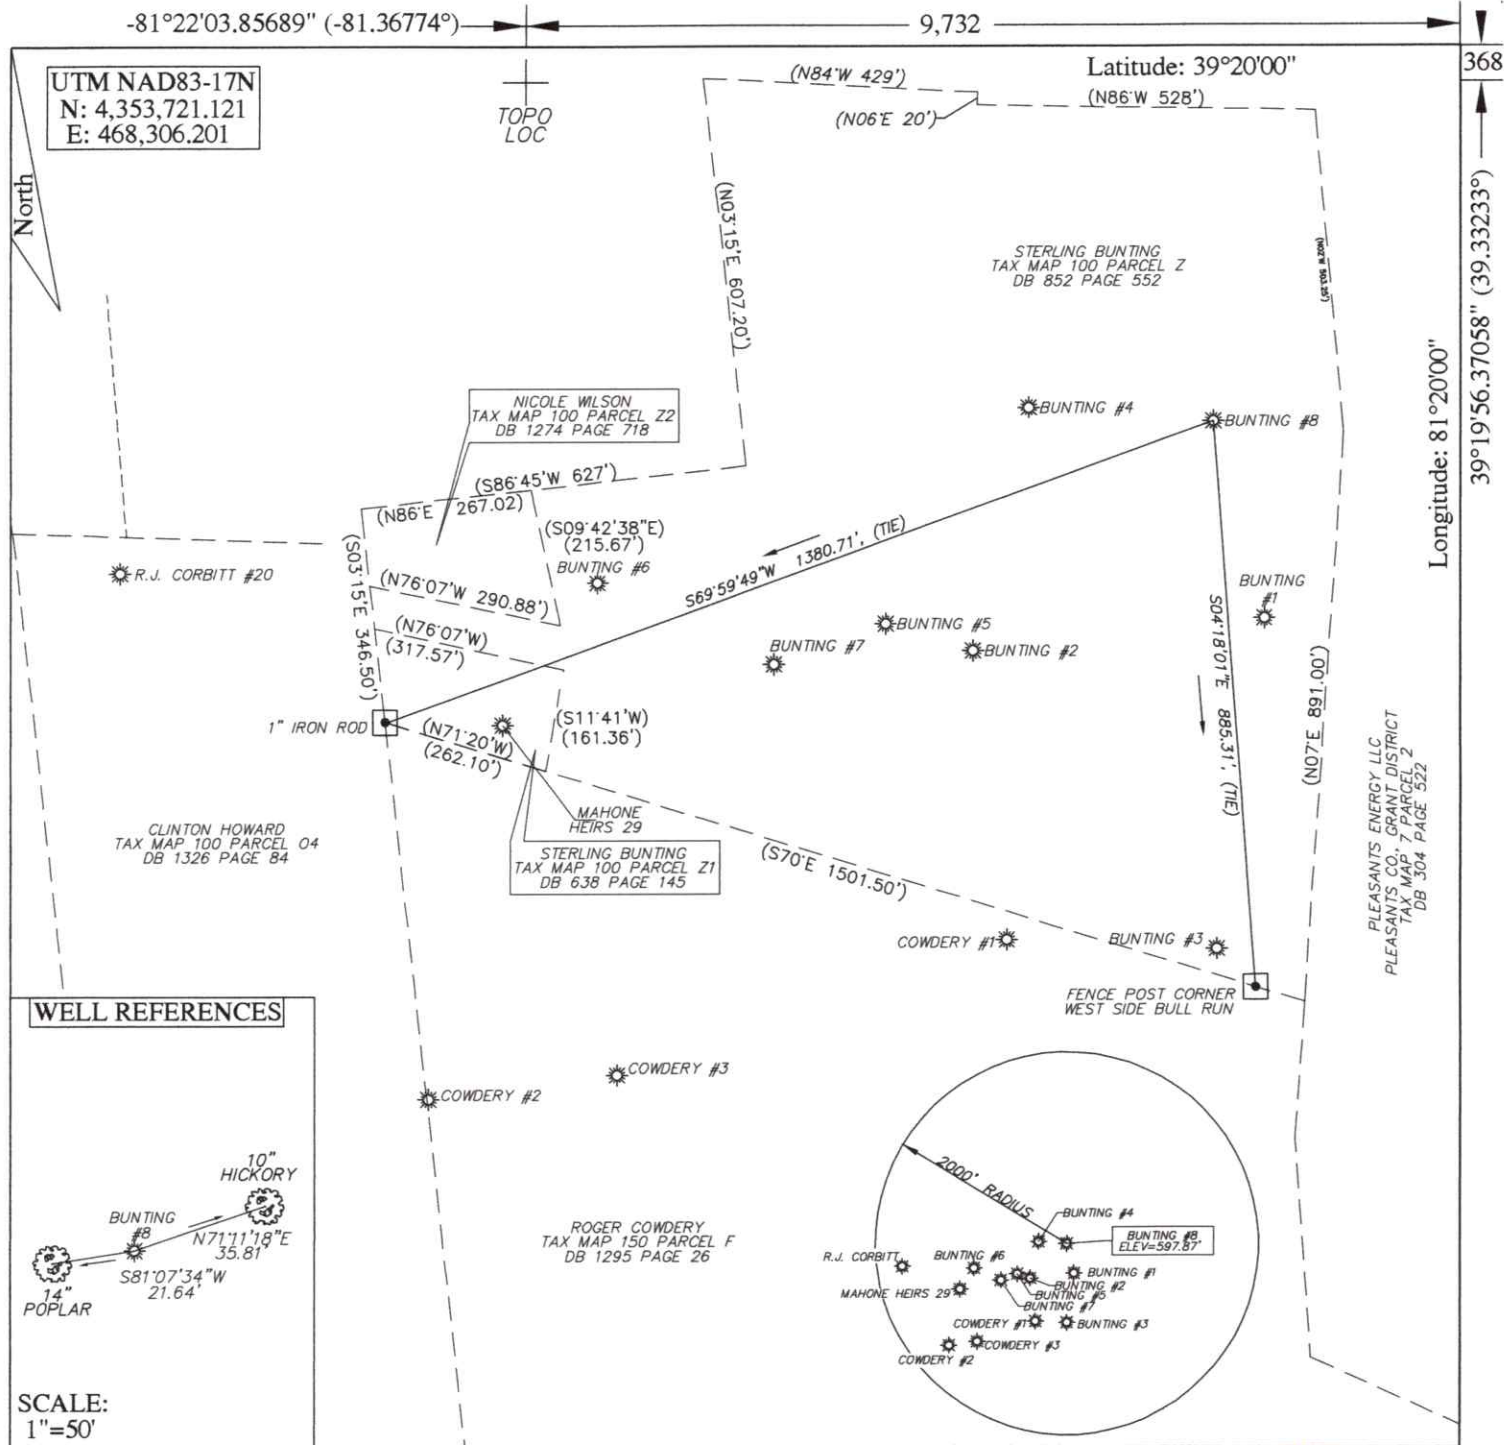 -81°22'03.85689" (-81.36774°)
9,732
368
UTM NAD83-17N
N: 4,353,721.121
E: 468,306.201
North
TOPO
LOC
Latitude: 39°20'00"
(N84°W 429')
(N86°W 528')
(N06°E 20')
(N03°15'E 607.20')
STERLING BUNTING
TAX MAP 100 PARCEL Z
DB 852 PAGE 552
39°19'56.37058" (39.33233°)
Longitude: 81°20'00"
NICOLE WILSON
TAX MAP 100 PARCEL Z2
DB 1274 PAGE 718
BUNTING #4
BUNTING #8
(S86°45'W 627')
(N86°E 267.02)
(S09°42'38"E)
(215.67')
BUNTING #6
(S03°15'E 346.50')
R.J. CORBITT #20
(N76°07'W 290.88')
(N76°07'W)
(317.57')
S69°59'49"W 1380.71', (TIE)
BUNTING
#1
BUNTING #5
BUNTING #7
BUNTING #2
S04°18'01"E 885.31', (TIE)
(N07°E 891.00')
1" IRON ROD
(N71°20'W)
(262.10')
(S11°41'W)
(161.36')
MAHONE
HEIRS 29
CLINTON HOWARD
TAX MAP 100 PARCEL O4
DB 1326 PAGE 84
STERLING BUNTING
TAX MAP 100 PARCEL Z1
DB 638 PAGE 145
(S70°E 1501.50')
PLEASANTS ENERGY LLC
PLEASANTS CO., GRANT DISTRICT
TAX MAP 7 PARCEL 2
DB 304 PAGE 522
COWDERY #1
BUNTING #3
FENCE POST CORNER
WEST SIDE BULL RUN
WELL REFERENCES
COWDERY #3
COWDERY #2
10"
HICKORY
BUNTING
#8
N71°11'18"E
35.81'
S81°07'34"W
21.64'
14"
POPLAR
SCALE:
1"=50'
ROGER COWDERY
TAX MAP 150 PARCEL F
DB 1295 PAGE 26
2000' RADIUS
BUNTING #4
BUNTING #8
ELEV=597.87'
R.J. CORBITT
BUNTING #6
BUNTING #1
BUNTING #2
MAHONE HEIRS 29
BUNTING #5
BUNTING #7
COWDERY #1
BUNTING #3
COWDERY #3
COWDERY #2